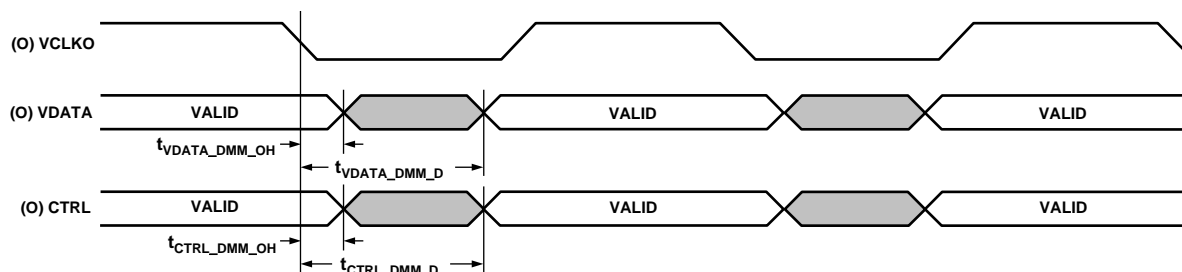 (O) VCLKO
(O) VDATA VALID VALID VALID
tVDATA_DMM_OH
tVDATA_DMM_D
(O) CTRL VALID VALID VALID
tCTRL_DMM_OH
tCTRL_DMM_D